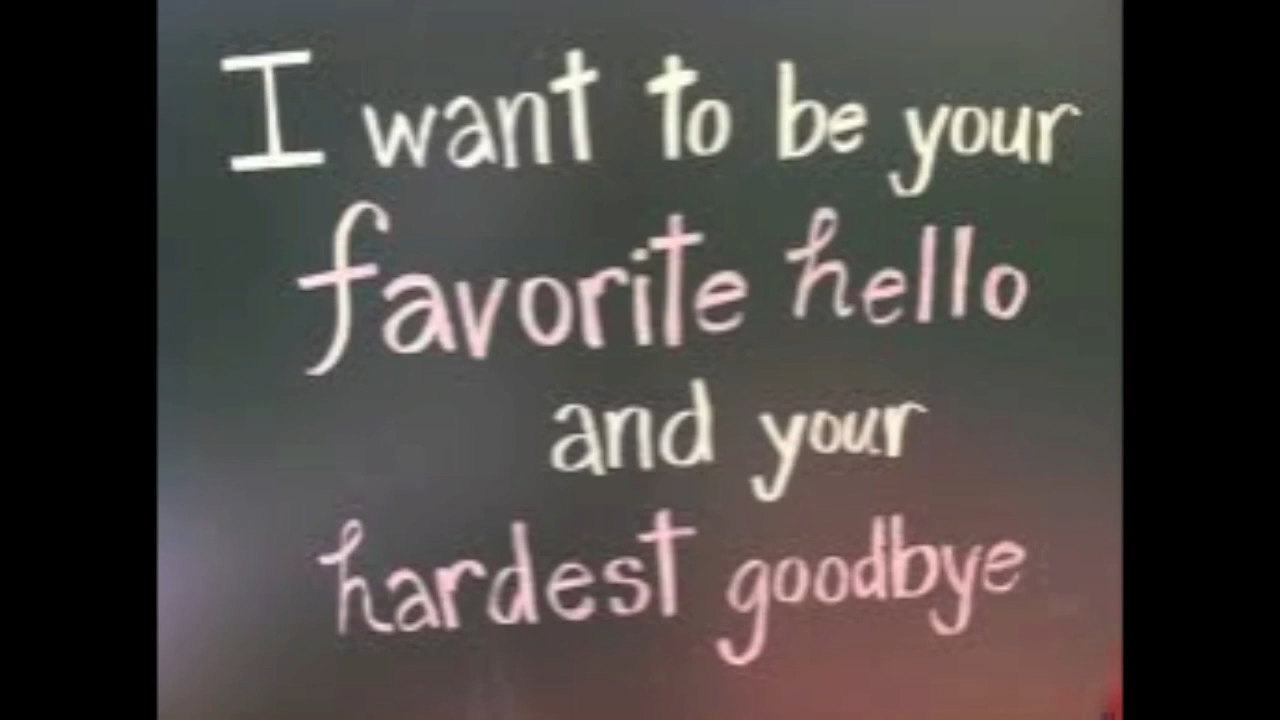 I want to be your
favorite hello
and your
hardest goodbye